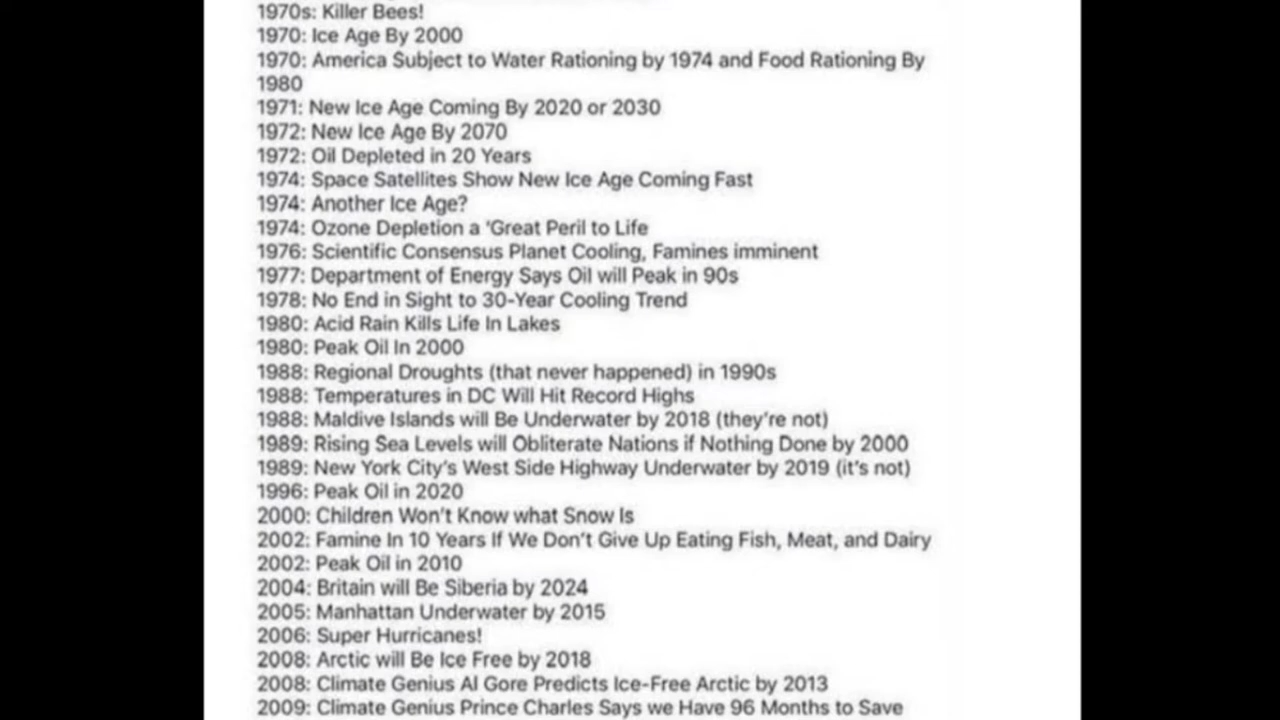 1970s: Killer Bees!
1970: Ice Age By 2000
1970: America Subject to Water Rationing by 1974 and Food Rationing By
1980
1971: New Ice Age Coming By 2020 or 2030
1972: New Ice Age By 2070
1972: Oil Depleted in 20 Years
1974: Space Satellites Show New Ice Age Coming Fast
1974: Another Ice Age?
1974: Ozone Depletion a 'Great Peril to Life
1976: Scientific Consensus Planet Cooling, Famines imminent
1977: Department of Energy Says Oil will Peak in 90s
1978: No End in Sight to 30-Year Cooling Trend
1980: Acid Rain Kills Life In Lakes
1980: Peak Oil In 2000
1988: Regional Droughts (that never happened) in 1990s
1988: Temperatures in DC Will Hit Record Highs
1988: Maldive Islands will Be Underwater by 2018 (they're not)
1989: Rising Sea Levels will Obliterate Nations if Nothing Done by 2000
1989: New York City's West Side Highway Underwater by 2019 (it's not)
1996: Peak Oil in 2020
2000: Children Won't Know what Snow Is
2002: Famine In 10 Years If We Don't Give Up Eating Fish, Meat, and Dairy
2002: Peak Oil in 2010
2004: Britain will Be Siberia by 2024
2005: Manhattan Underwater by 2015
2006: Super Hurricanes!
2008: Arctic will Be Ice Free by 2018
2008: Climate Genius Al Gore Predicts Ice-Free Arctic by 2013
2009: Climate Genius Prince Charles Says we Have 96 Months to Save